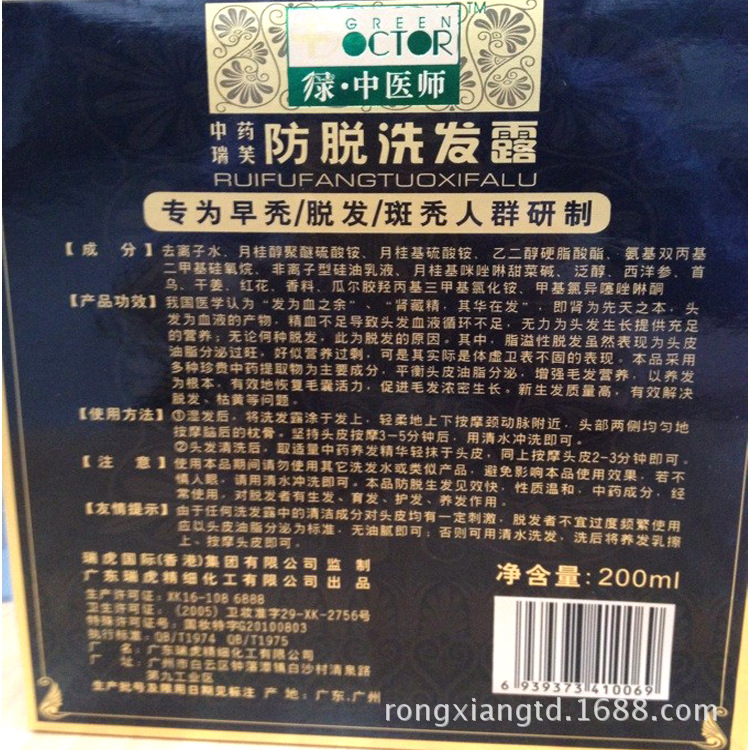 GREEN
DOCTOR
TM
绿·中医师
中药
瑞芙
防脱洗发露
RUIFUFANGTUOXIFALU
专为早秃/脱发/斑秃人群研制
【成 分】去离子水、月桂醇聚醚硫酸铵、月桂基硫酸铵、乙二醇硬脂酸酯、氨基双丙基
二甲基硅氧烷、非离子型硅油乳液、月桂基咪唑啉甜菜碱、泛醇、西洋参、首
乌、干姜、红花、香料、瓜尔胶羟丙基三甲基氯化铵、甲基氯异噻唑啉酮
【产品功效】我国医学认为“发为血之余”，“肾藏精，其华在发”，即肾为先天之本，头
发为血液的产物，精血不足导致头发血液循环不足，无力为头发生长提供充足
的营养；无论何种脱发，此为脱发的原因。其中，脂溢性脱发虽然表现为头皮
油脂分泌过旺，好似营养过剩，可是其实际是体虚卫表不固的表现。本品采用
多种珍贵中药提取物为主要成分，平衡头皮油脂分泌，增强毛发营养，以养发
为根本，有效地恢复毛囊活力，促进毛发浓密生长。新生发质量高，有效解决
脱发、枯黄等问题。
【使用方法】①湿发后，将洗发露涂于发上，轻柔地上下按摩颈动脉附近，头部两侧均匀地
按摩脑后的枕骨。坚持头皮按摩3-5分钟后，用清水冲洗即可。
②头发清洗后，取适量中药养发精华轻抹于头皮，同上按摩头皮2-3分钟即可。
【注 意】使用本品期间请勿使用其它洗发水或类似产品，避免影响本品使用效果，若不
慎入眼，请用清水冲洗即可。本品防脱生发见效快，性质温和，中药成分，经
常使用，对脱发者有生发、育发、护发、养发作用。
【友情提示】由于任何洗发露中的清洁成分对头皮均有一定刺激，脱发者不宜过度频繁使用
应以头皮油脂分泌为标准，无油腻即可；否则可用清水洗发，洗后将养发乳擦
上、按摩头皮即可。
瑞虎国际(香港)集团有限公司监制
广东瑞虎精细化工有限公司出品
净含量:200ml
生产许可证：XK16-108 6888
卫生许可证：（2005）卫妆准字29-XK-2756号
特殊许可证号：国妆特字G20100803
执行标准：QB/T1974 QB/T1975
厂 名：广东瑞虎精细化工有限公司
厂 址：广州市白云区钟落潭镇白沙村清泉路
第九工业区
生产批号及限用日期见标注 产 地：广东.广州
6 939373 410069
rongxiangtd.1688.com